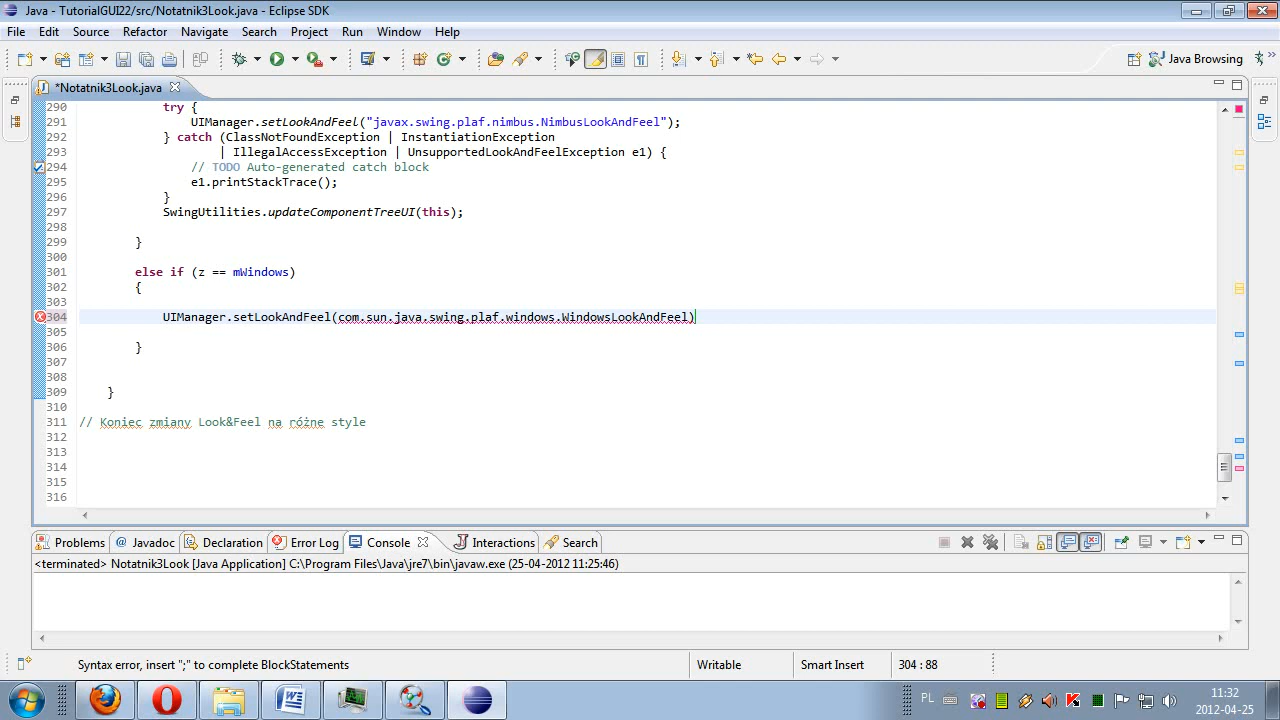 Java - TutorialGUI22/src/Notatnik3Look.java - Eclipse SDK
File Edit Source Refactor Navigate Search Project Run Window Help
Java Browsing
*Notatnik3Look.java
290 try {
291 UIManager.setLookAndFeel("javax.swing.plaf.nimbus.NimbusLookAndFeel");
292 } catch (ClassNotFoundException | InstantiationException
293 | IllegalAccessException | UnsupportedLookAndFeelException e1) {
294 // TODO Auto-generated catch block
295 e1.printStackTrace();
296 }
297 SwingUtilities.updateComponentTreeUI(this);
298
299 }
300
301 else if (z == mWindows)
302 {
303
304 UIManager.setLookAndFeel(com.sun.java.swing.plaf.windows.WindowsLookAndFeel)
305
306 }
307
308
309 }
310
311 // Koniec zmiany Look&Feel na różne style
312
313
314
315
316
Problems @ Javadoc Declaration Error Log Console Interactions Search
<terminated> Notatnik3Look [Java Application] C:\Program Files\Java\jre7\bin\javaw.exe (25-04-2012 11:25:46)
Syntax error, insert ";" to complete BlockStatements Writable Smart Insert 304 : 88
PL 11:32
2012-04-25